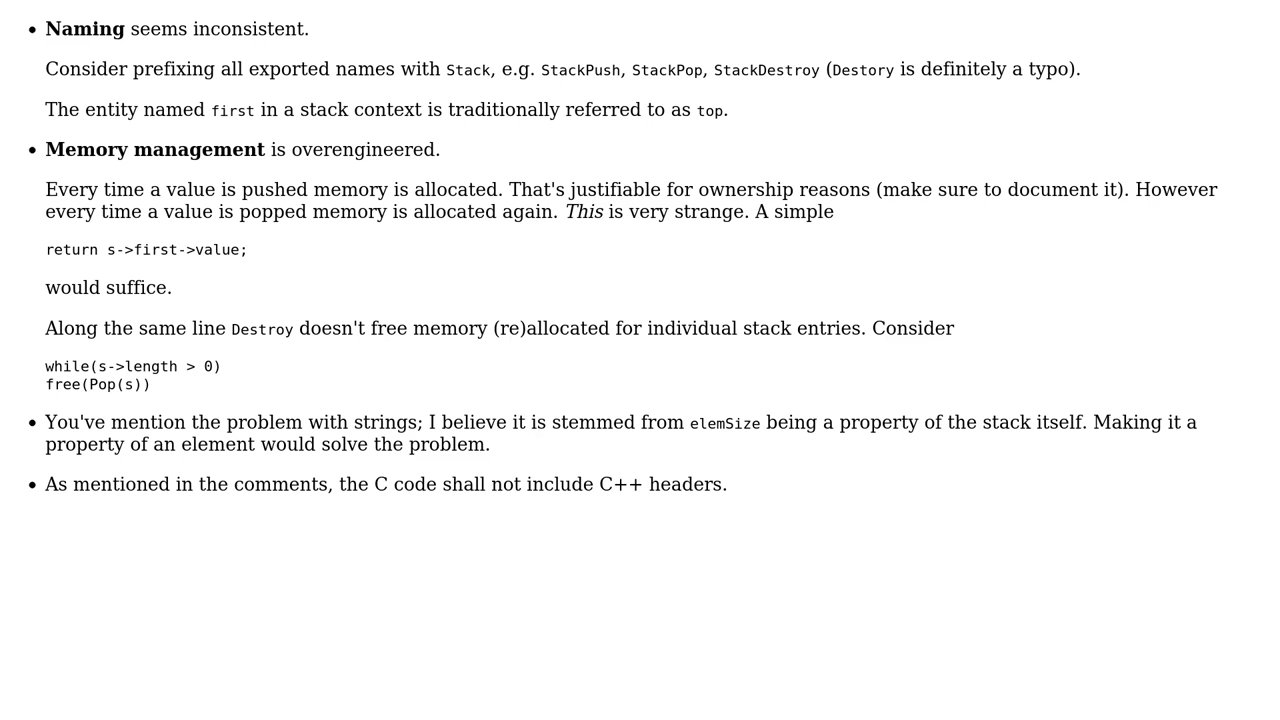 • Naming seems inconsistent.
Consider prefixing all exported names with Stack, e.g. StackPush, StackPop, StackDestroy (Destory is definitely a typo).
The entity named first in a stack context is traditionally referred to as top.
• Memory management is overengineered.
Every time a value is pushed memory is allocated. That's justifiable for ownership reasons (make sure to document it). However
every time a value is popped memory is allocated again. This is very strange. A simple
return s->first->value;
would suffice.
Along the same line Destroy doesn't free memory (re)allocated for individual stack entries. Consider
while(s->length > 0)
free(Pop(s))
• You've mention the problem with strings; I believe it is stemmed from elemSize being a property of the stack itself. Making it a
property of an element would solve the problem.
• As mentioned in the comments, the C code shall not include C++ headers.